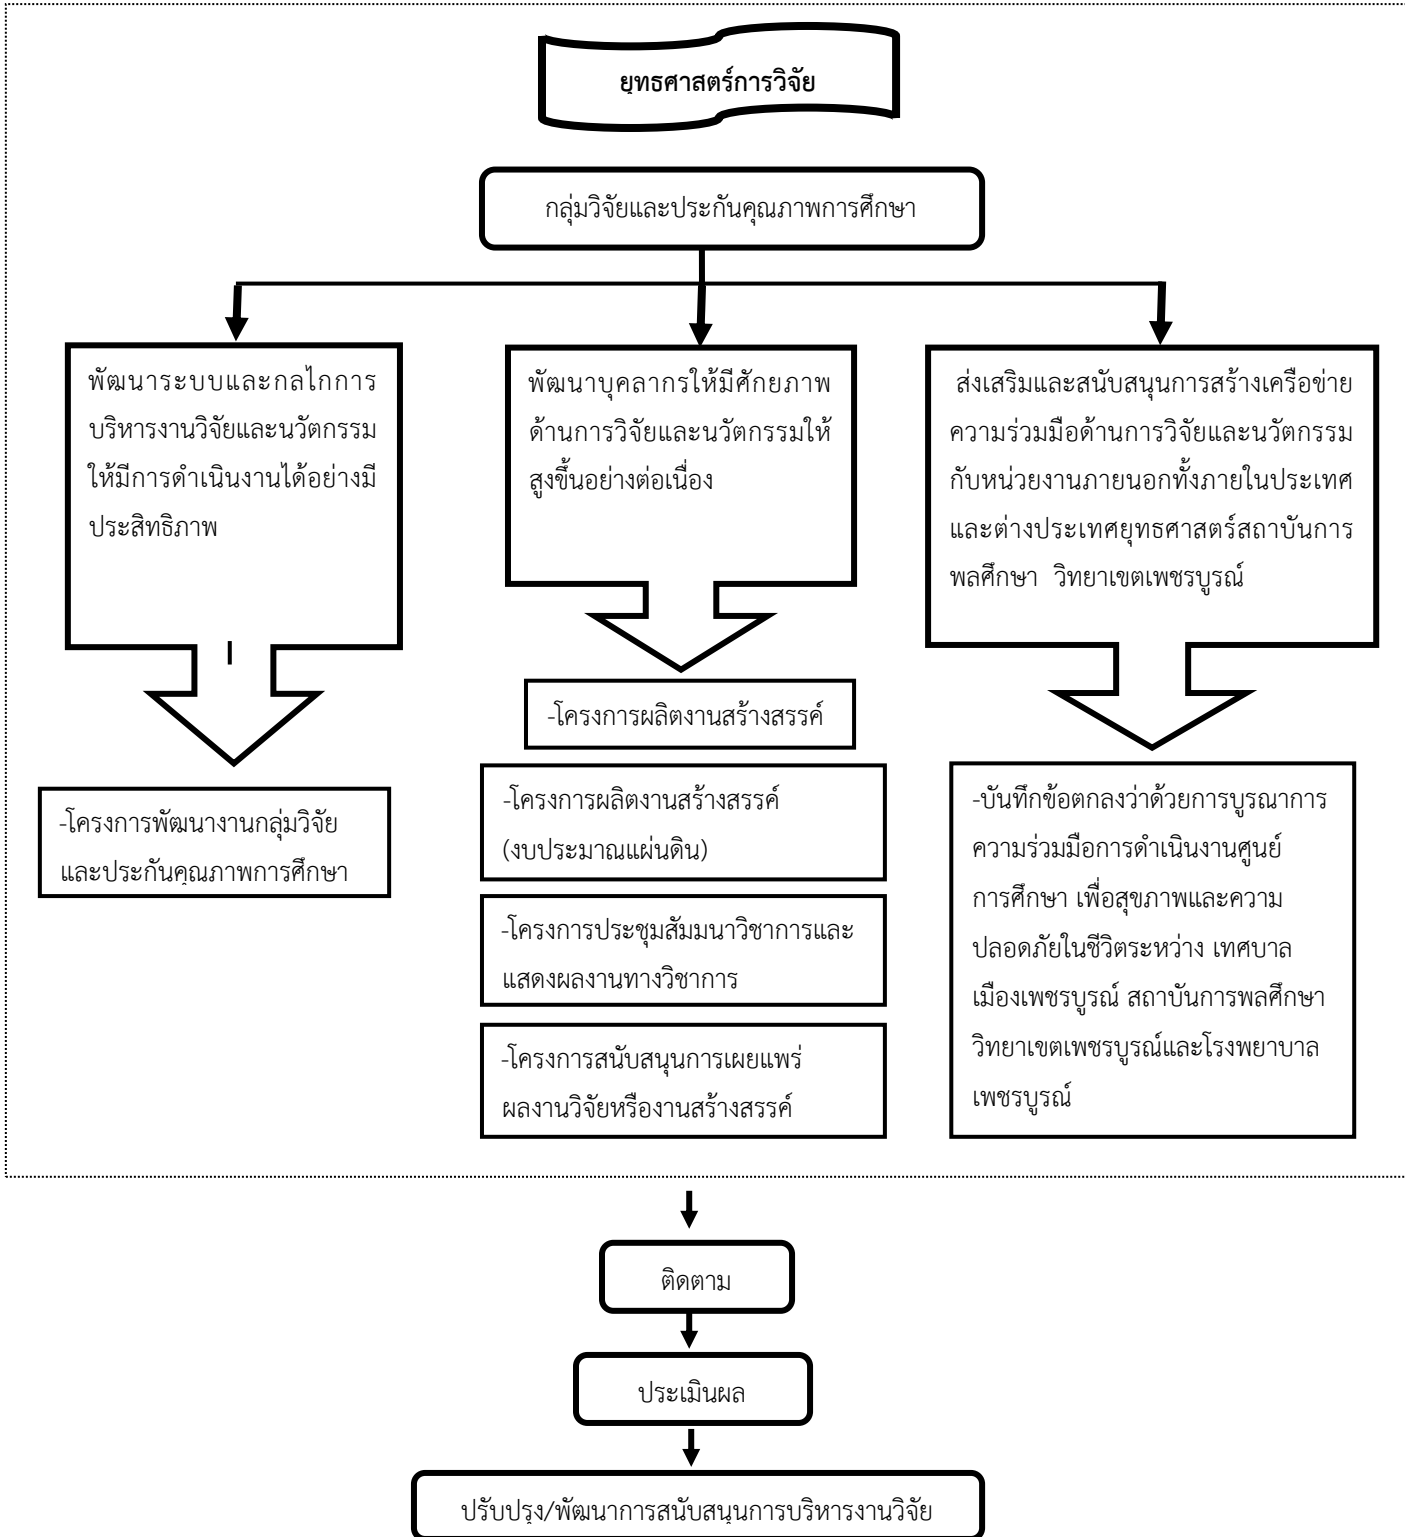 ยุทธศาสตร์การวิจัย
กลุ่มวิจัยและประกันคุณภาพการศึกษา
พัฒนาระบบและกลไกการ
บริหารงานวิจัยและนวัตกรรม
ให้มีการดำเนินงานได้อย่างมี
ประสิทธิภาพ
พัฒนาบุคลากรให้มีศักยภาพ
ด้านการวิจัยและนวัตกรรมให้
สูงขึ้นอย่างต่อเนื่อง
ส่งเสริมและสนับสนุนการสร้างเครือข่าย
ความร่วมมือด้านการวิจัยและนวัตกรรม
กับหน่วยงานภายนอกทั้งภายในประเทศ
และต่างประเทศยุทธศาสตร์สถาบันการ
พลศึกษา วิทยาเขตเพชรบูรณ์
-โครงการพัฒนางานกลุ่มวิจัย
และประกันคุณภาพการศึกษา
-โครงการผลิตงานสร้างสรรค์
-โครงการผลิตงานสร้างสรรค์
(งบประมาณแผ่นดิน)
-โครงการประชุมสัมมนาวิชาการและ
แสดงผลงานทางวิชาการ
-โครงการสนับสนุนการเผยแพร่
ผลงานวิจัยหรืองานสร้างสรรค์
-บันทึกข้อตกลงว่าด้วยการบูรณาการ
ความร่วมมือการดำเนินงานศูนย์
การศึกษา เพื่อสุขภาพและความ
ปลอดภัยในชีวิตระหว่าง เทศบาล
เมืองเพชรบูรณ์ สถาบันการพลศึกษา
วิทยาเขตเพชรบูรณ์และโรงพยาบาล
เพชรบูรณ์
ติดตาม
ประเมินผล
ปรับปรุง/พัฒนาการสนับสนุนการบริหารงานวิจัย